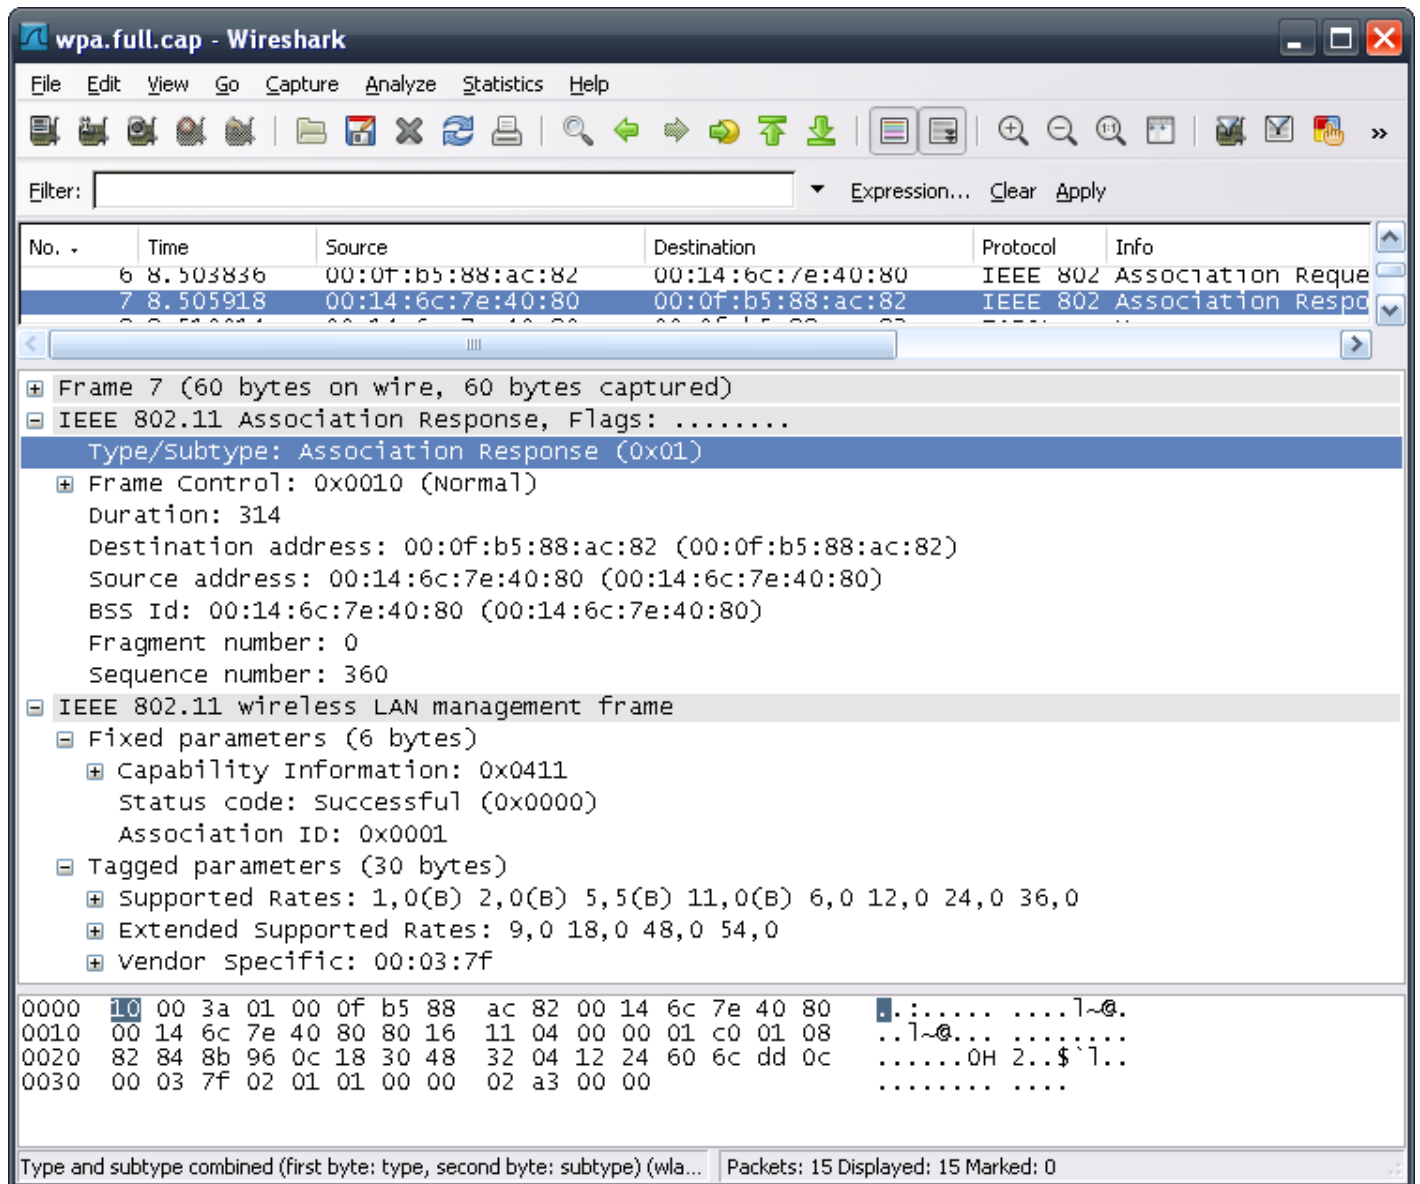 wpa.full.cap - Wireshark
File Edit View Go Capture Analyze Statistics Help
Filter: Expression... Clear Apply
No. Time Source Destination Protocol Info
6 8.503836 00:0f:b5:88:ac:82 00:14:6c:7e:40:80 IEEE 802 Association Reque
7 8.505918 00:14:6c:7e:40:80 00:0f:b5:88:ac:82 IEEE 802 Association Respo
Frame 7 (60 bytes on wire, 60 bytes captured)
IEEE 802.11 Association Response, Flags: ........
Type/Subtype: Association Response (0x01)
Frame Control: 0x0010 (Normal)
Duration: 314
Destination address: 00:0f:b5:88:ac:82 (00:0f:b5:88:ac:82)
Source address: 00:14:6c:7e:40:80 (00:14:6c:7e:40:80)
BSS Id: 00:14:6c:7e:40:80 (00:14:6c:7e:40:80)
Fragment number: 0
Sequence number: 360
IEEE 802.11 wireless LAN management frame
Fixed parameters (6 bytes)
Capability Information: 0x0411
Status code: Successful (0x0000)
Association ID: 0x0001
Tagged parameters (30 bytes)
Supported Rates: 1,0(B) 2,0(B) 5,5(B) 11,0(B) 6,0 12,0 24,0 36,0
Extended Supported Rates: 9,0 18,0 48,0 54,0
Vendor Specific: 00:03:7f
0000 10 00 3a 01 00 0f b5 88 ac 82 00 14 6c 7e 40 80 ..:..... ....l~@.
0010 00 14 6c 7e 40 80 80 16 11 04 00 00 01 c0 01 08 ..l~@... ........
0020 82 84 8b 96 0c 18 30 48 32 04 12 24 60 6c dd 0c ......0H 2..$`l..
0030 00 03 7f 02 01 01 00 00 02 a3 00 00 ........ ....
Type and subtype combined (first byte: type, second byte: subtype) (wla... Packets: 15 Displayed: 15 Marked: 0